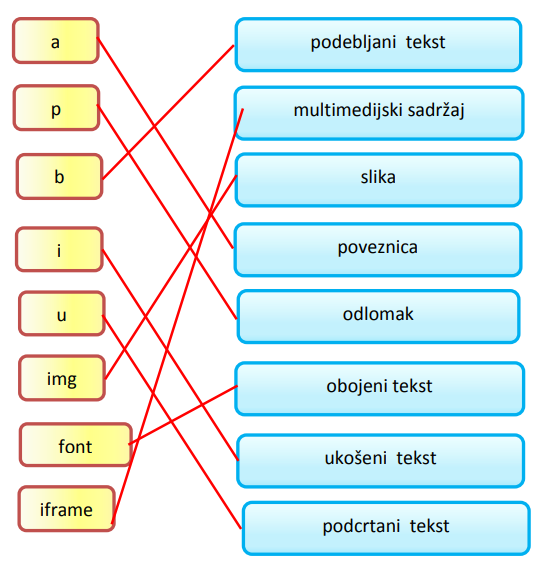 a
p
b
i
u
img
font
iframe
podebljani tekst
multimedijski sadržaj
slika
poveznica
odlomak
obojeni tekst
ukošeni tekst
podcrtani tekst